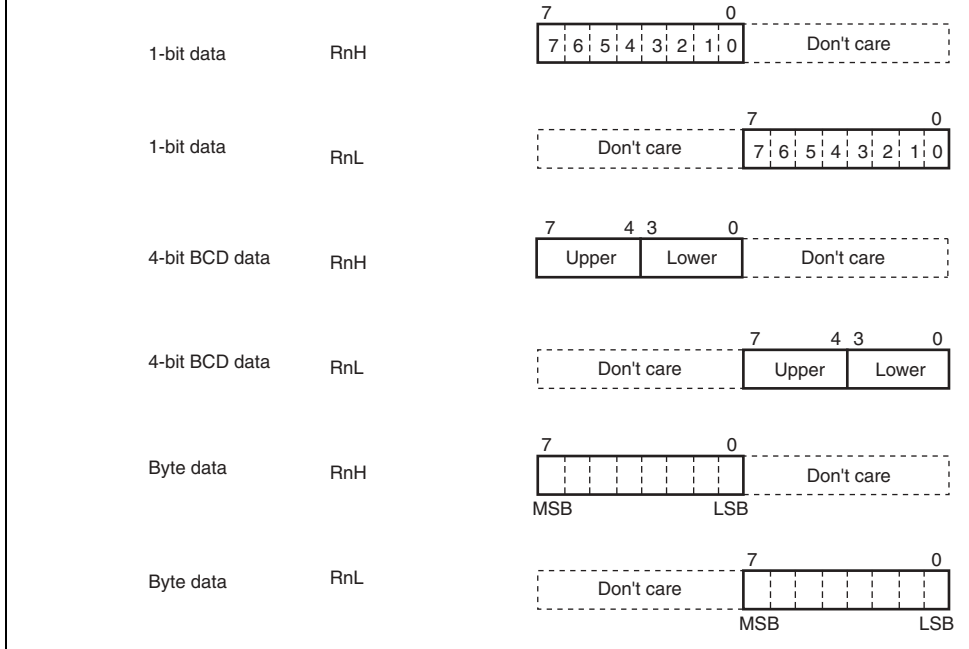 7 0
1-bit data RnH 7 6 5 4 3 2 1 0 Don't care
7 0
1-bit data RnL Don't care 7 6 5 4 3 2 1 0
7 4 3 0
4-bit BCD data RnH Upper Lower Don't care
7 4 3 0
4-bit BCD data RnL Don't care Upper Lower
7 0
Byte data RnH Don't care
MSB LSB
7 0
Byte data RnL Don't care
MSB LSB